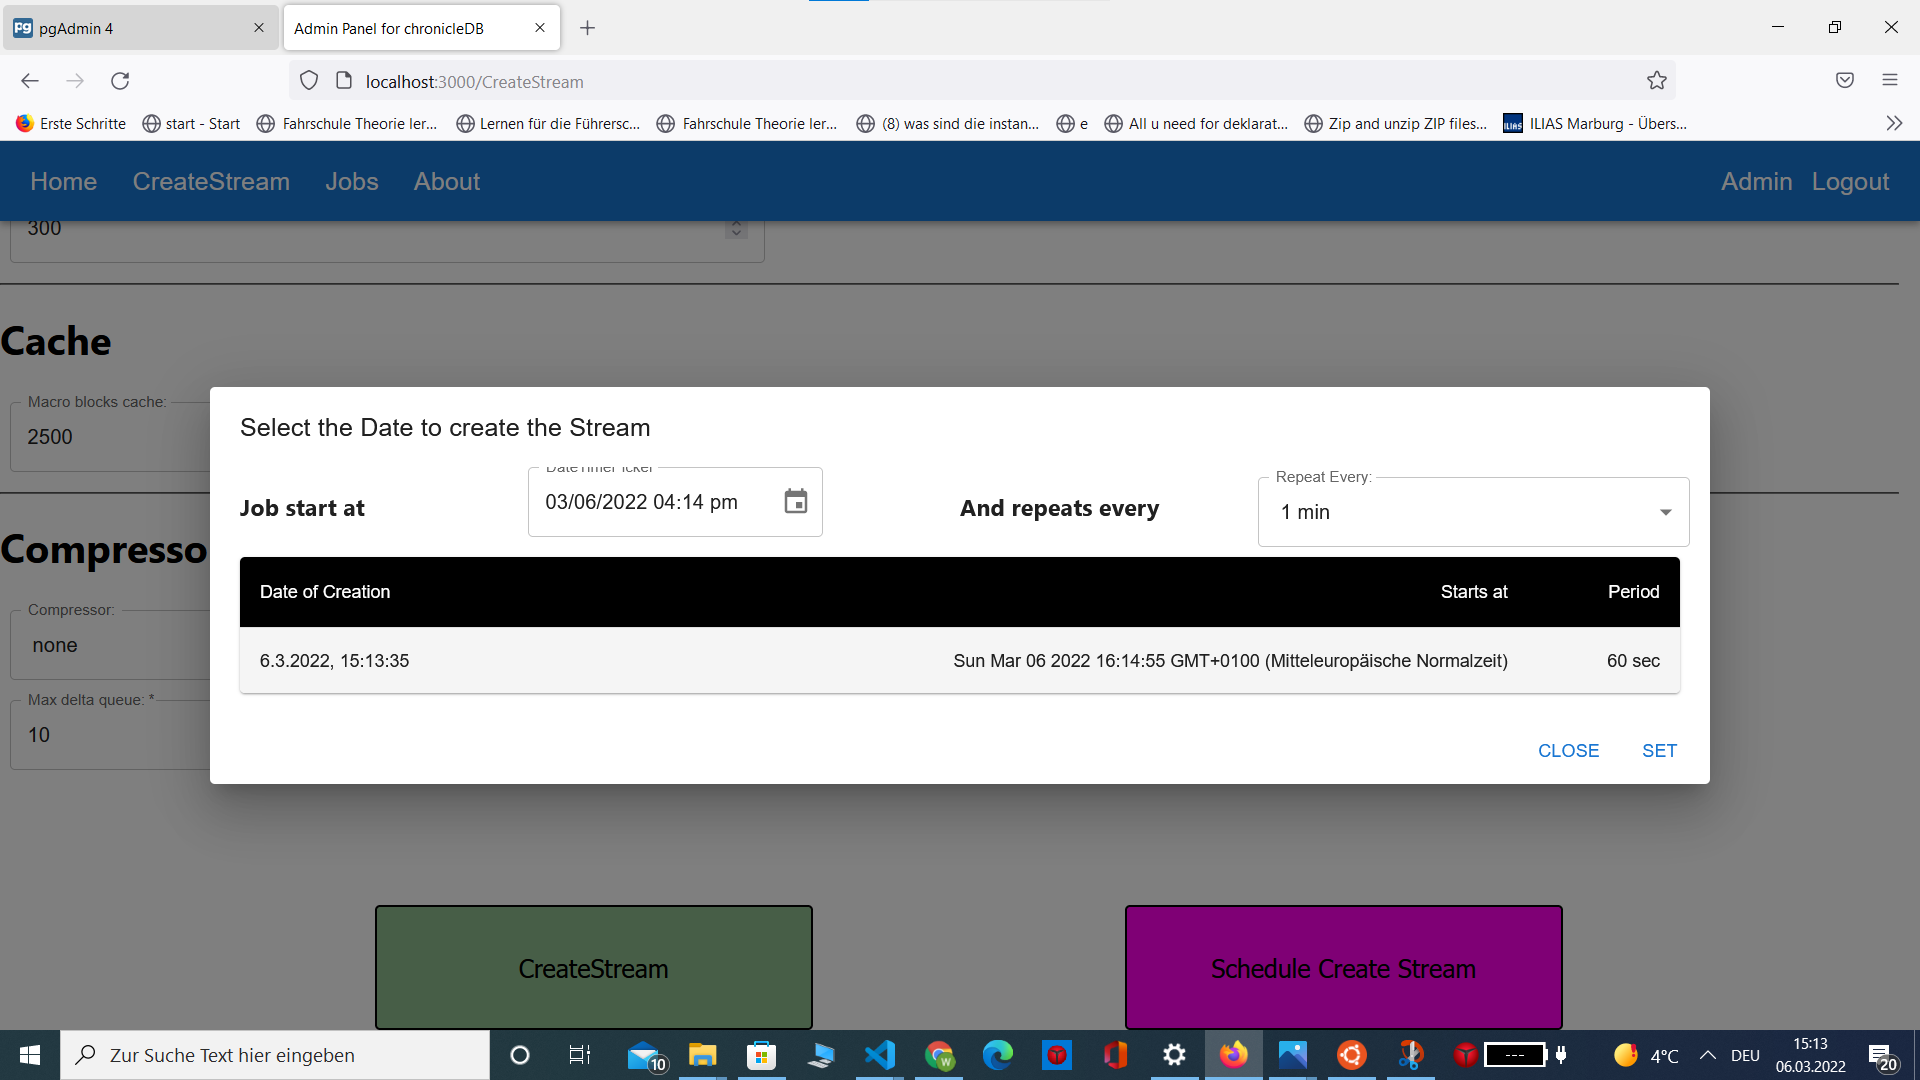 pgAdmin 4
Admin Panel for chronicleDB
localhost:3000/CreateStream
Erste Schritte
start - Start
Fahrschule Theorie ler...
Lernen für die Führersc...
Fahrschule Theorie ler...
(8) was sind die instan...
e
All u need for deklarat...
Zip and unzip ZIP files...
ILIAS Marburg - Übers...
Home
CreateStream
Jobs
About
Admin
Logout
300
Cache
Macro blocks cache:
2500
Select the Date to create the Stream
Job start at
DateTimePicker
03/06/2022 04:14 pm
And repeats every
Repeat Every:
1 min
Compresso
Date of Creation
Starts at
Period
6.3.2022, 15:13:35
Sun Mar 06 2022 16:14:55 GMT+0100 (Mitteleuropäische Normalzeit)
60 sec
Compressor:
none
Max delta queue: *
10
CLOSE
SET
CreateStream
Schedule Create Stream
Zur Suche Text hier eingeben
10
---
4°C
DEU
15:13
06.03.2022
20